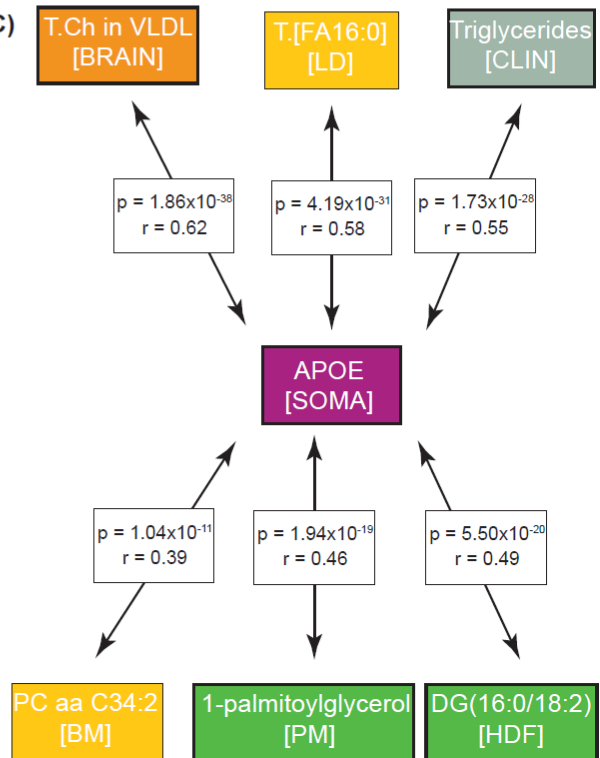 C)
T.Ch in VLDL
[BRAIN]
T.[FA16:0]
[LD]
Triglycerides
[CLIN]
p = 1.86x10⁻³⁸
r = 0.62
p = 4.19x10⁻³¹
r = 0.58
p = 1.73x10⁻²⁸
r = 0.55
APOE
[SOMA]
p = 1.04x10⁻¹¹
r = 0.39
p = 1.94x10⁻¹⁹
r = 0.46
p = 5.50x10⁻²⁰
r = 0.49
PC aa C34:2
[BM]
1-palmitoylglycerol
[PM]
DG(16:0/18:2)
[HDF]